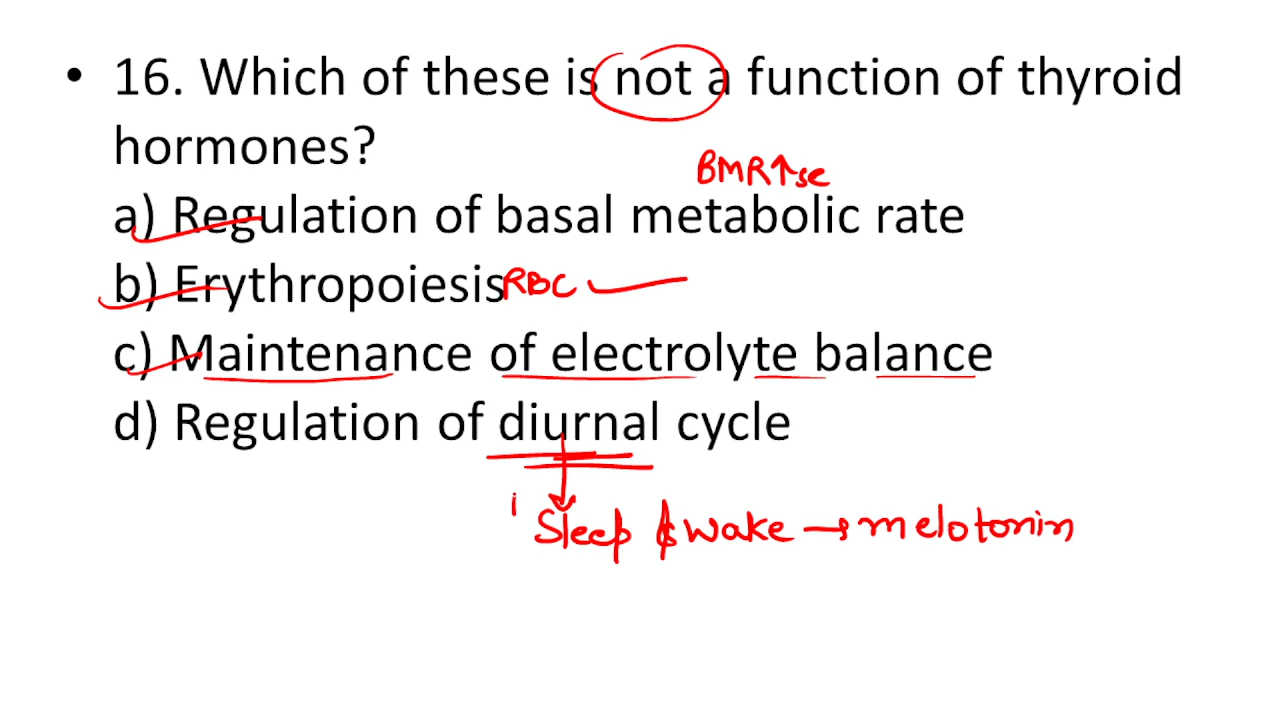 • 16. Which of these is not a function of thyroid
hormones?
BMR↑se
a) Regulation of basal metabolic rate
b) Erythropoiesis RBC
c) Maintenance of electrolyte balance
d) Regulation of diurnal cycle
Sleep & wake → melotonin